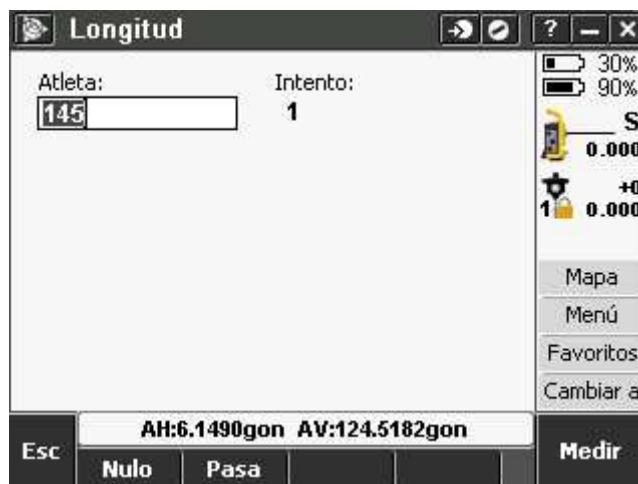 Longitud
? – X
Atleta: Intento:
145 1
30%
90%
S
0.000
+0
1 0.000
Mapa
Menú
Favoritos
Cambiar a
AH:6.1490gon AV:124.5182gon
Esc Nulo Pasa Medir